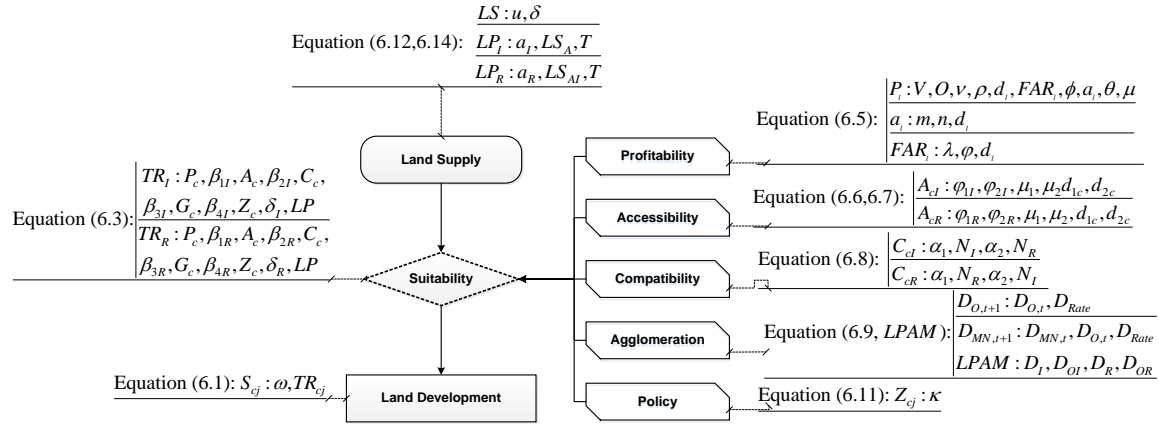 Equation (6.12,6.14):
LS : u, δ
LP_I : a_I, LS_A, T
LP_R : a_R, LS_AI, T
Land Supply
Equation (6.3):
TR_I : P_c, β_1I, A_c, β_2I, C_c,
β_3I, G_c, β_4I, Z_c, δ_I, LP
TR_R : P_c, β_1R, A_c, β_2R, C_c,
β_3R, G_c, β_4R, Z_c, δ_R, LP
Suitability
Equation (6.1): S_cj : ω, TR_cj
Land Development
Profitability
Equation (6.5):
P_i : V, O, ν, ρ, d_i, FAR_i, ϕ, a_i, θ, μ
a_i : m, n, d_i
FAR_i : λ, φ, d_i
Accessibility
Equation (6.6,6.7):
A_cI : φ_1I, φ_2I, μ_1, μ_2 d_1c, d_2c
A_cR : φ_1R, φ_2R, μ_1, μ_2, d_1c, d_2c
Compatibility
Equation (6.8):
C_cI : α_1, N_I, α_2, N_R
C_cR : α_1, N_R, α_2, N_I
Agglomeration
Equation (6.9, LPAM):
D_O,t+1 : D_O,t, D_Rate
D_MN,t+1 : D_MN,t, D_O,t, D_Rate
LPAM : D_I, D_OI, D_R, D_OR
Policy
Equation (6.11): Z_cj : κ